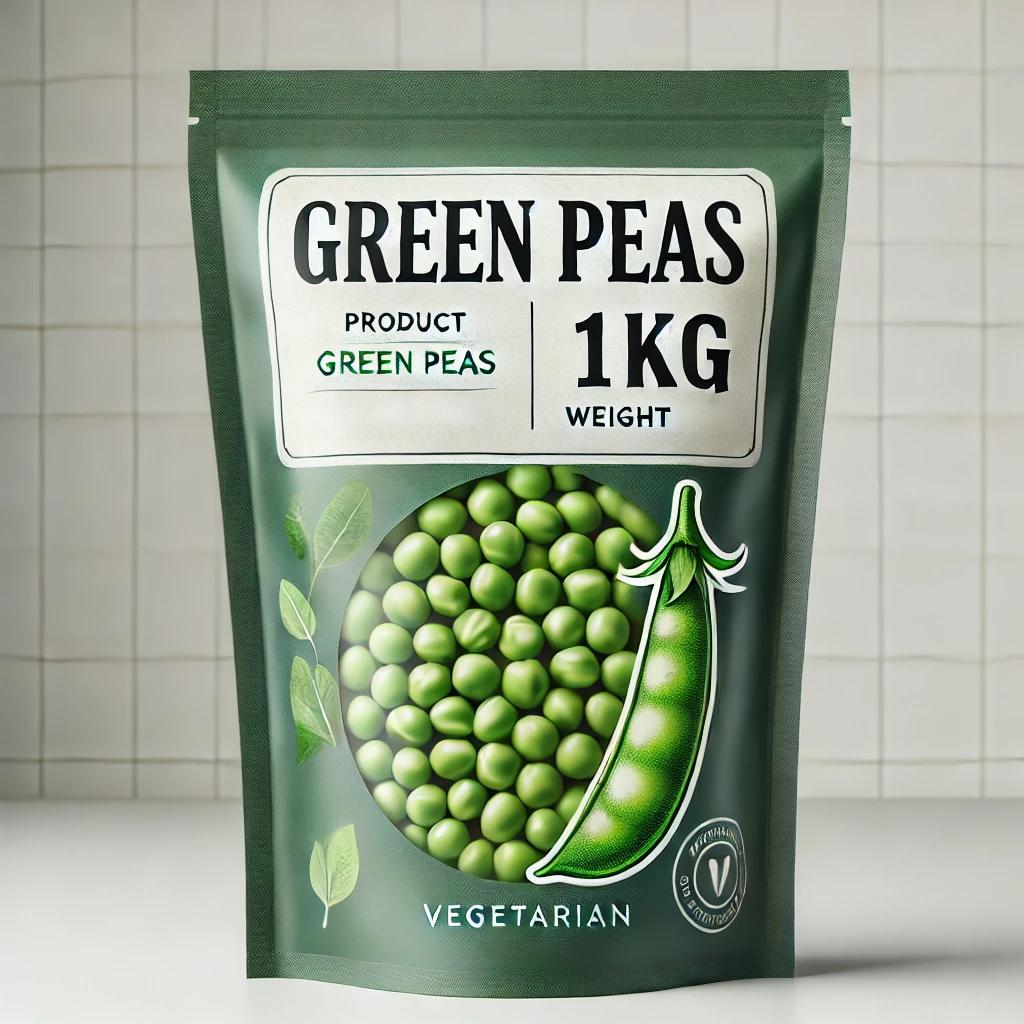 GREEN PEAS
PRODUCT
GREEN PEAS
1KG
WEIGHT
VEGETARIAN
V